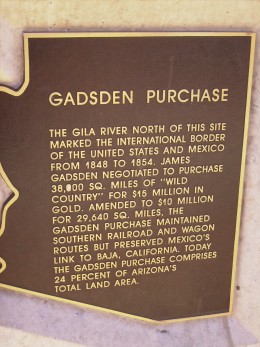 GADSDEN PURCHASE
THE GILA RIVER NORTH OF THIS SITE
MARKED THE INTERNATIONAL BORDER
OF THE UNITED STATES AND MEXICO
FROM 1848 TO 1854. JAMES
GADSDEN NEGOTIATED TO PURCHASE
38,000 SQ. MILES OF "WILD
COUNTRY" FOR $15 MILLION IN
GOLD. AMENDED TO $10 MILLION
FOR 29,640 SQ. MILES, THE
GADSDEN PURCHASE MAINTAINED
SOUTHERN RAILROAD AND WAGON
ROUTES BUT PRESERVED MEXICO'S
LINK TO BAJA, CALIFORNIA. TODAY
THE GADSDEN PURCHASE COMPRISES
24 PERCENT OF ARIZONA'S
TOTAL LAND AREA.